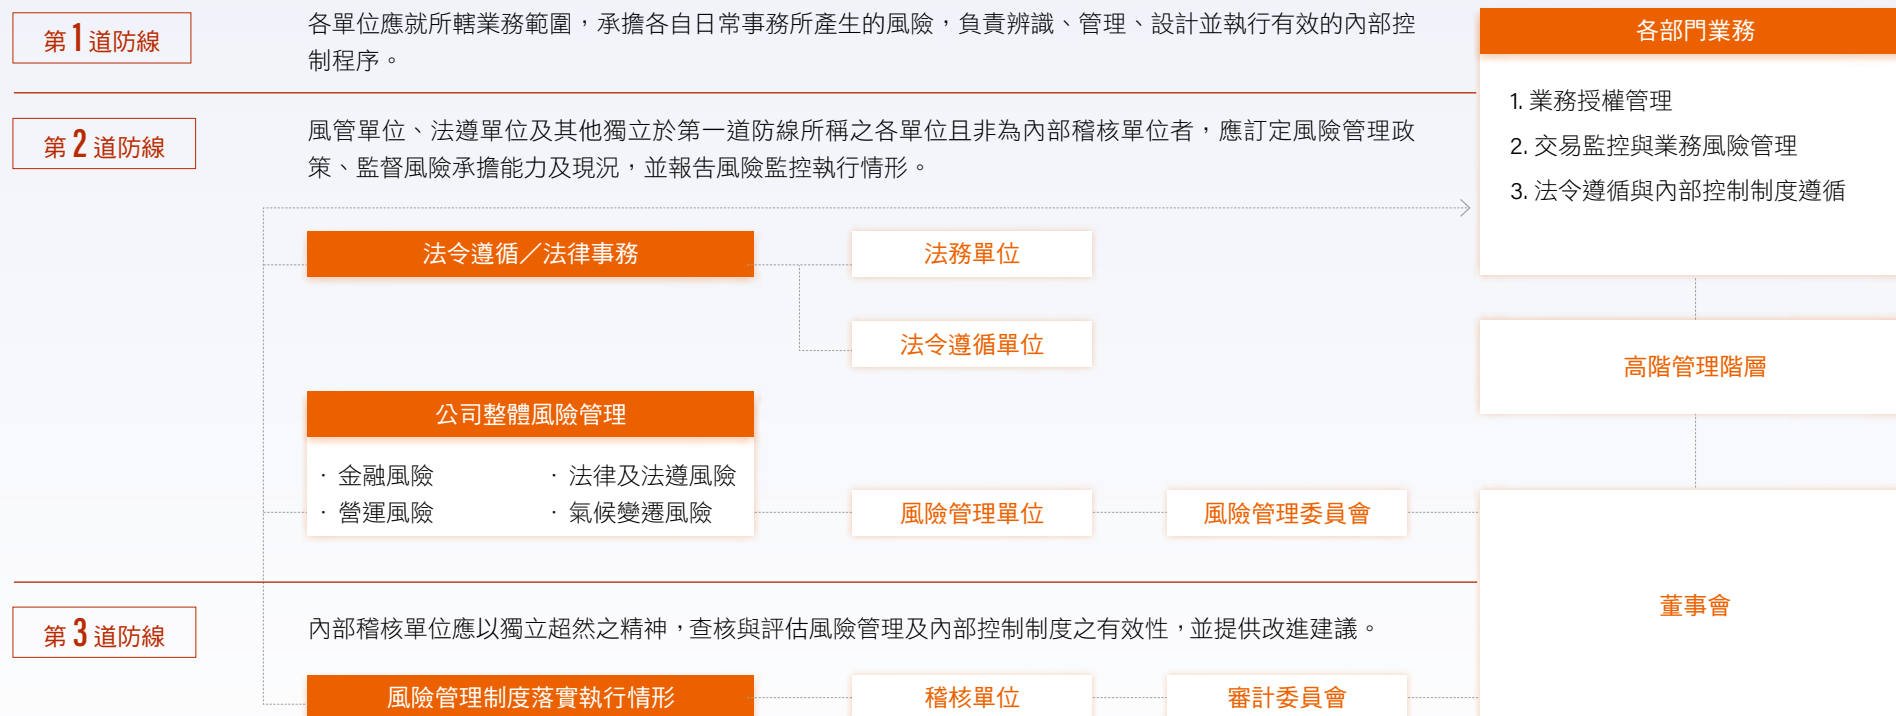 第1道防線
各單位應就所轄業務範圍，承擔各自日常事務所產生的風險，負責辨識、管理、設計並執行有效的內部控
制程序。
第2道防線
風管單位、法遵單位及其他獨立於第一道防線所稱之各單位且非為內部稽核單位者，應訂定風險管理政
策、監督風險承擔能力及現況，並報告風險監控執行情形。
法令遵循／法律事務
法務單位
法令遵循單位
公司整體風險管理
· 金融風險
· 法律及法遵風險
· 營運風險
· 氣候變遷風險
風險管理單位
風險管理委員會
第3道防線
內部稽核單位應以獨立超然之精神，查核與評估風險管理及內部控制制度之有效性，並提供改進建議。
風險管理制度落實執行情形
稽核單位
審計委員會
各部門業務
1. 業務授權管理
2. 交易監控與業務風險管理
3. 法令遵循與內部控制制度遵循
高階管理階層
董事會